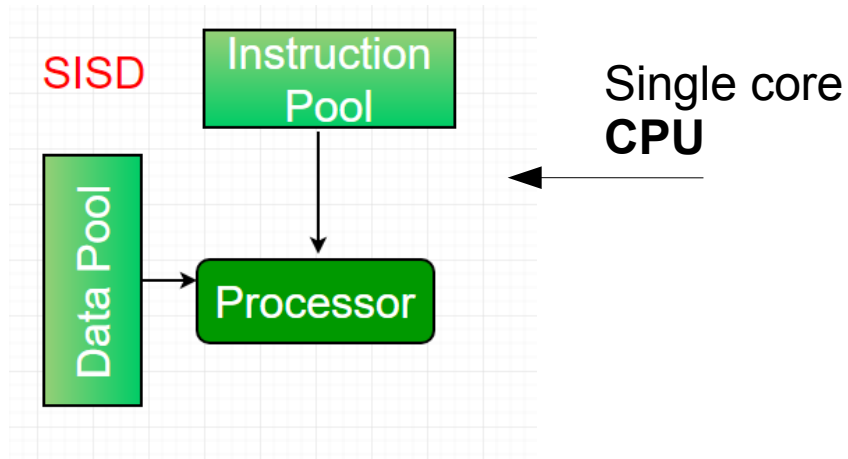 SISD
Instruction
Pool
Single core
CPU
Data Pool
Processor